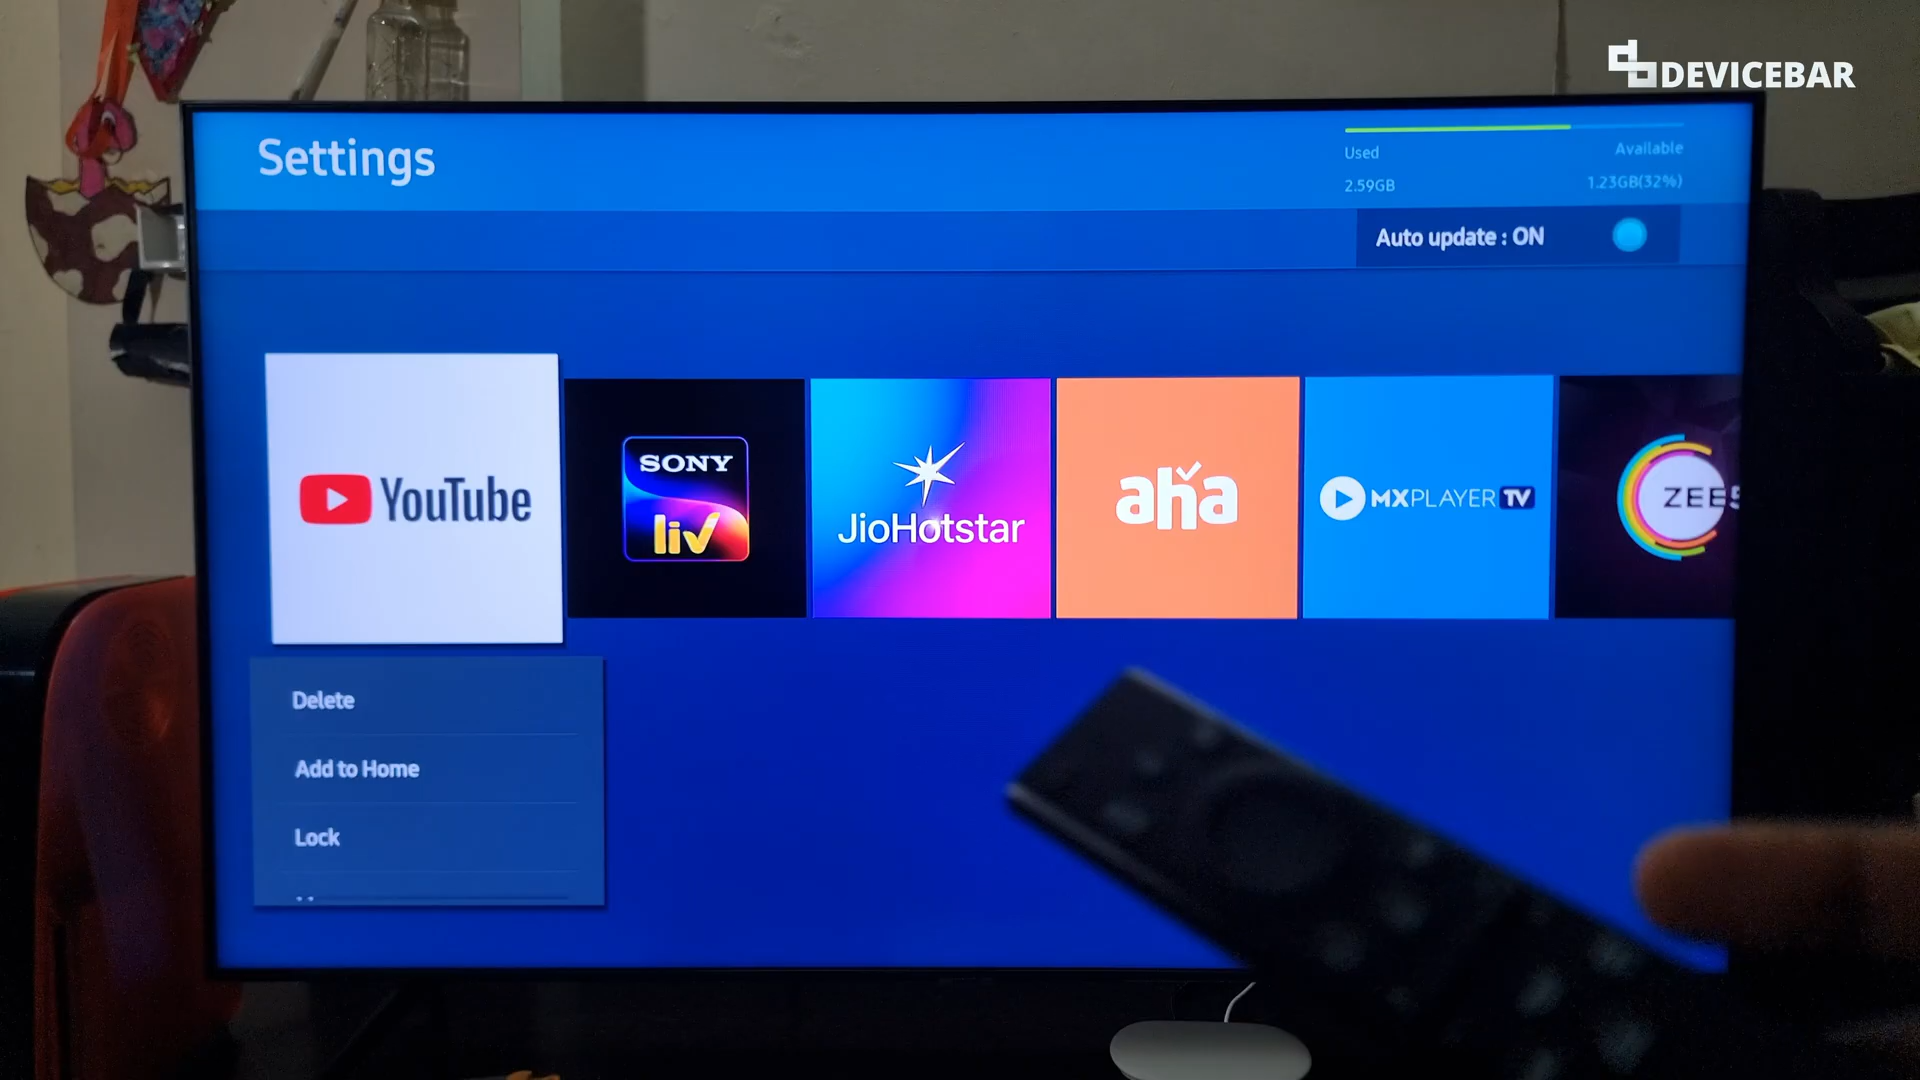 DEVICEBAR
Settings
Used Available
2.59GB 1.23GB(32%)
Auto update : ON
YouTube
SONY
liv
JioHotstar
aha
MXPLAYER TV
ZEE5
Delete
Add to Home
Lock